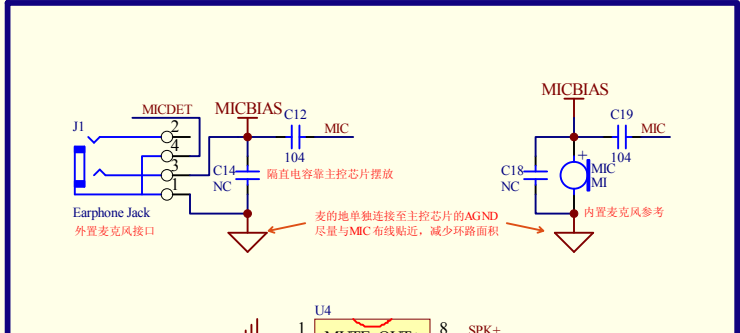 MICBIAS
MICDET
MICBIAS
C12
C19
J1
2
MIC
MIC
4
104
104
3
C14
NC
隔直电容靠主控芯片摆放
C18
NC
+
MIC
MI
1
Earphone Jack
外置麦克风接口
麦的地单独连接至主控芯片的AGND
尽量与MIC布线贴近，减少环路面积
内置麦克风参考
U4
1
8
SPK+